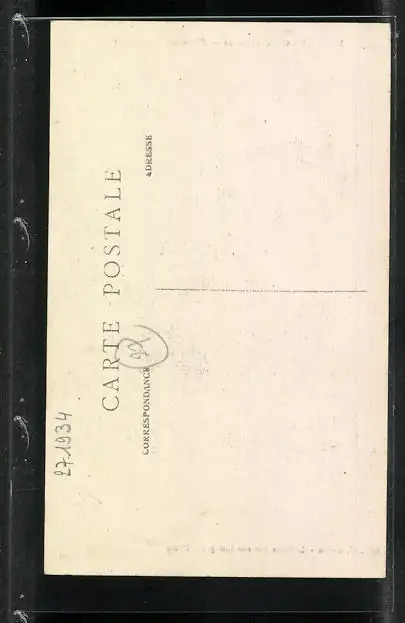 CARTE POSTALE
CORRESPONDANCE
ADRESSE
27.1934